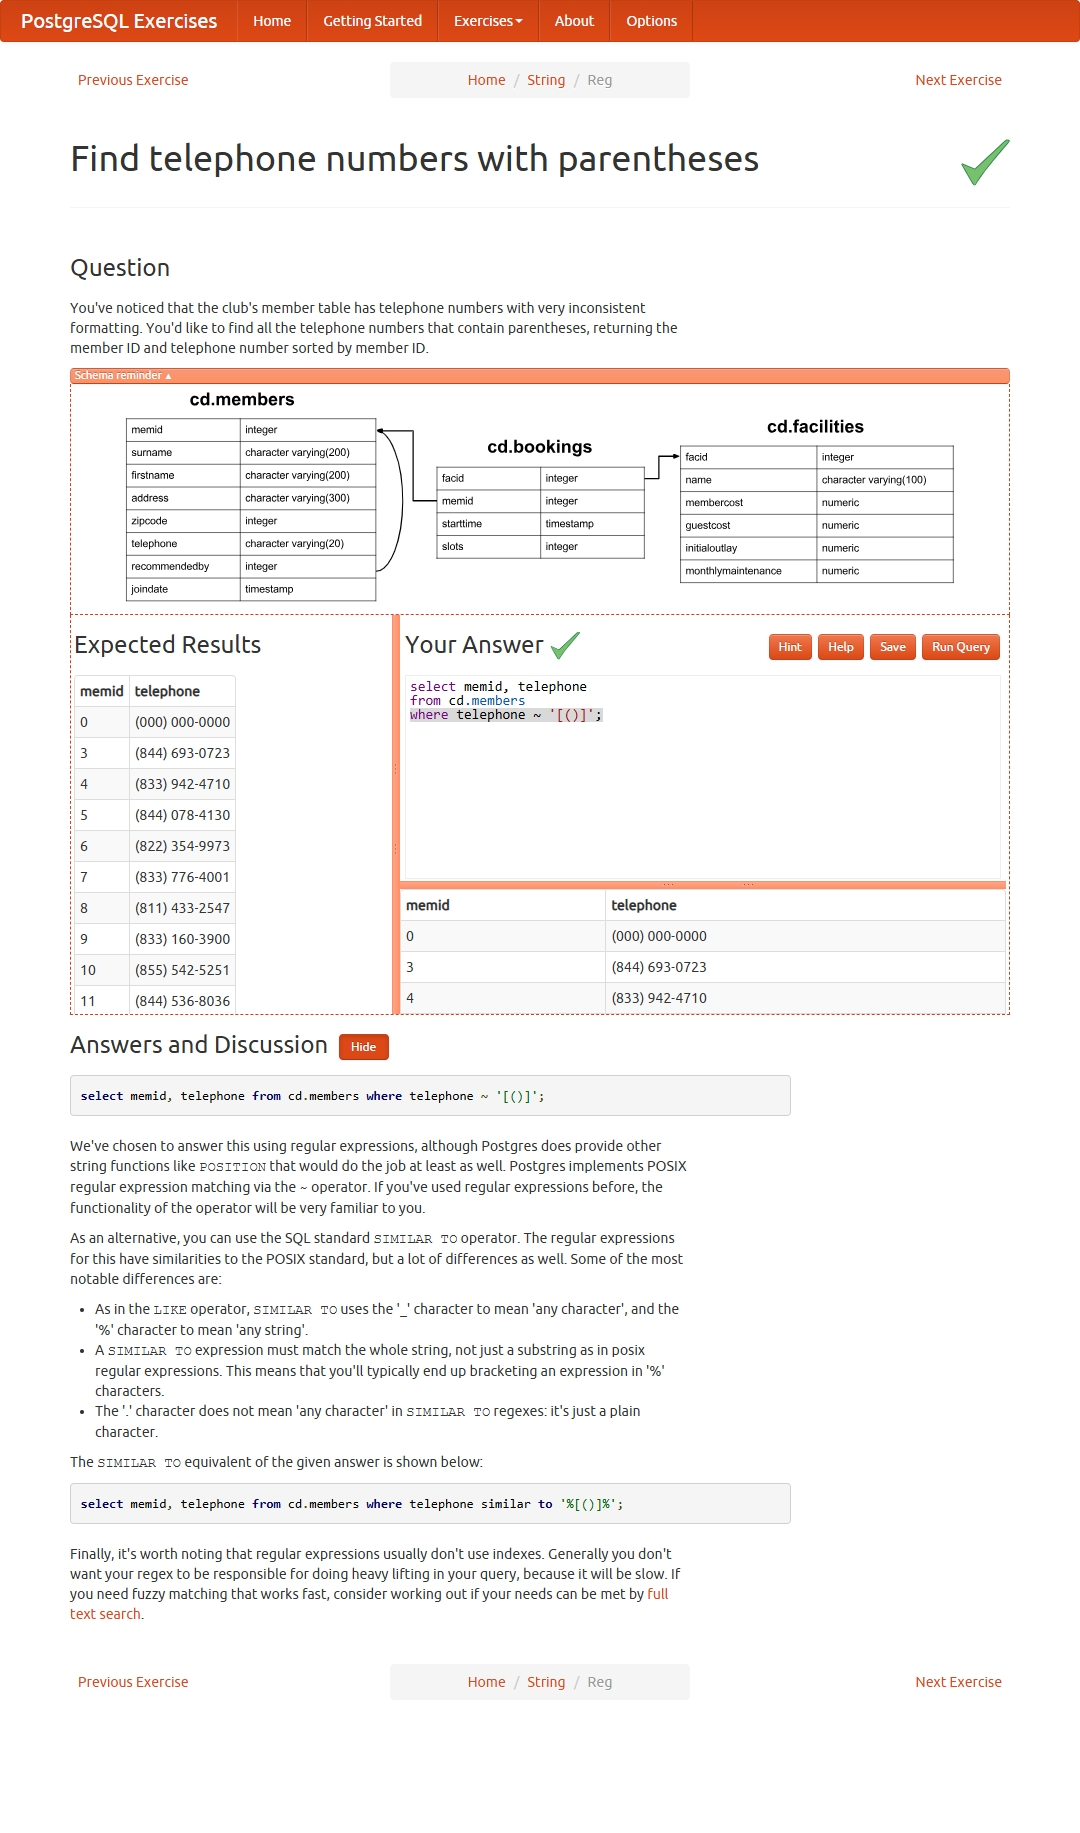 PostgreSQL Exercises Home Getting Started Exercises About Options
Previous Exercise Home / String / Reg Next Exercise
Find telephone numbers with parentheses
Question
You've noticed that the club's member table has telephone numbers with very inconsistent
formatting. You'd like to find all the telephone numbers that contain parentheses, returning the
member ID and telephone number sorted by member ID.
Schema reminder ▲
cd.members
memid integer
surname character varying(200)
firstname character varying(200)
address character varying(300)
zipcode integer
telephone character varying(20)
recommendedby integer
joindate timestamp
cd.bookings
facid integer
memid integer
starttime timestamp
slots integer
cd.facilities
facid integer
name character varying(100)
membercost numeric
guestcost numeric
initialoutlay numeric
monthlymaintenance numeric
Expected Results
memid telephone
0 (000) 000-0000
3 (844) 693-0723
4 (833) 942-4710
5 (844) 078-4130
6 (822) 354-9973
7 (833) 776-4001
8 (811) 433-2547
9 (833) 160-3900
10 (855) 542-5251
11 (844) 536-8036
Your Answer
Hint Help Save Run Query
select memid, telephone
from cd.members
where telephone ~ '[()]';
memid telephone
0 (000) 000-0000
3 (844) 693-0723
4 (833) 942-4710
Answers and Discussion Hide
select memid, telephone from cd.members where telephone ~ '[()]';
We've chosen to answer this using regular expressions, although Postgres does provide other
string functions like POSITION that would do the job at least as well. Postgres implements POSIX
regular expression matching via the ~ operator. If you've used regular expressions before, the
functionality of the operator will be very familiar to you.
As an alternative, you can use the SQL standard SIMILAR TO operator. The regular expressions
for this have similarities to the POSIX standard, but a lot of differences as well. Some of the most
notable differences are:
• As in the LIKE operator, SIMILAR TO uses the '_' character to mean 'any character', and the
'%' character to mean 'any string'.
• A SIMILAR TO expression must match the whole string, not just a substring as in posix
regular expressions. This means that you'll typically end up bracketing an expression in '%'
characters.
• The '.' character does not mean 'any character' in SIMILAR TO regexes: it's just a plain
character.
The SIMILAR TO equivalent of the given answer is shown below:
select memid, telephone from cd.members where telephone similar to '%[()]%';
Finally, it's worth noting that regular expressions usually don't use indexes. Generally you don't
want your regex to be responsible for doing heavy lifting in your query, because it will be slow. If
you need fuzzy matching that works fast, consider working out if your needs can be met by full
text search.
Previous Exercise Home / String / Reg Next Exercise